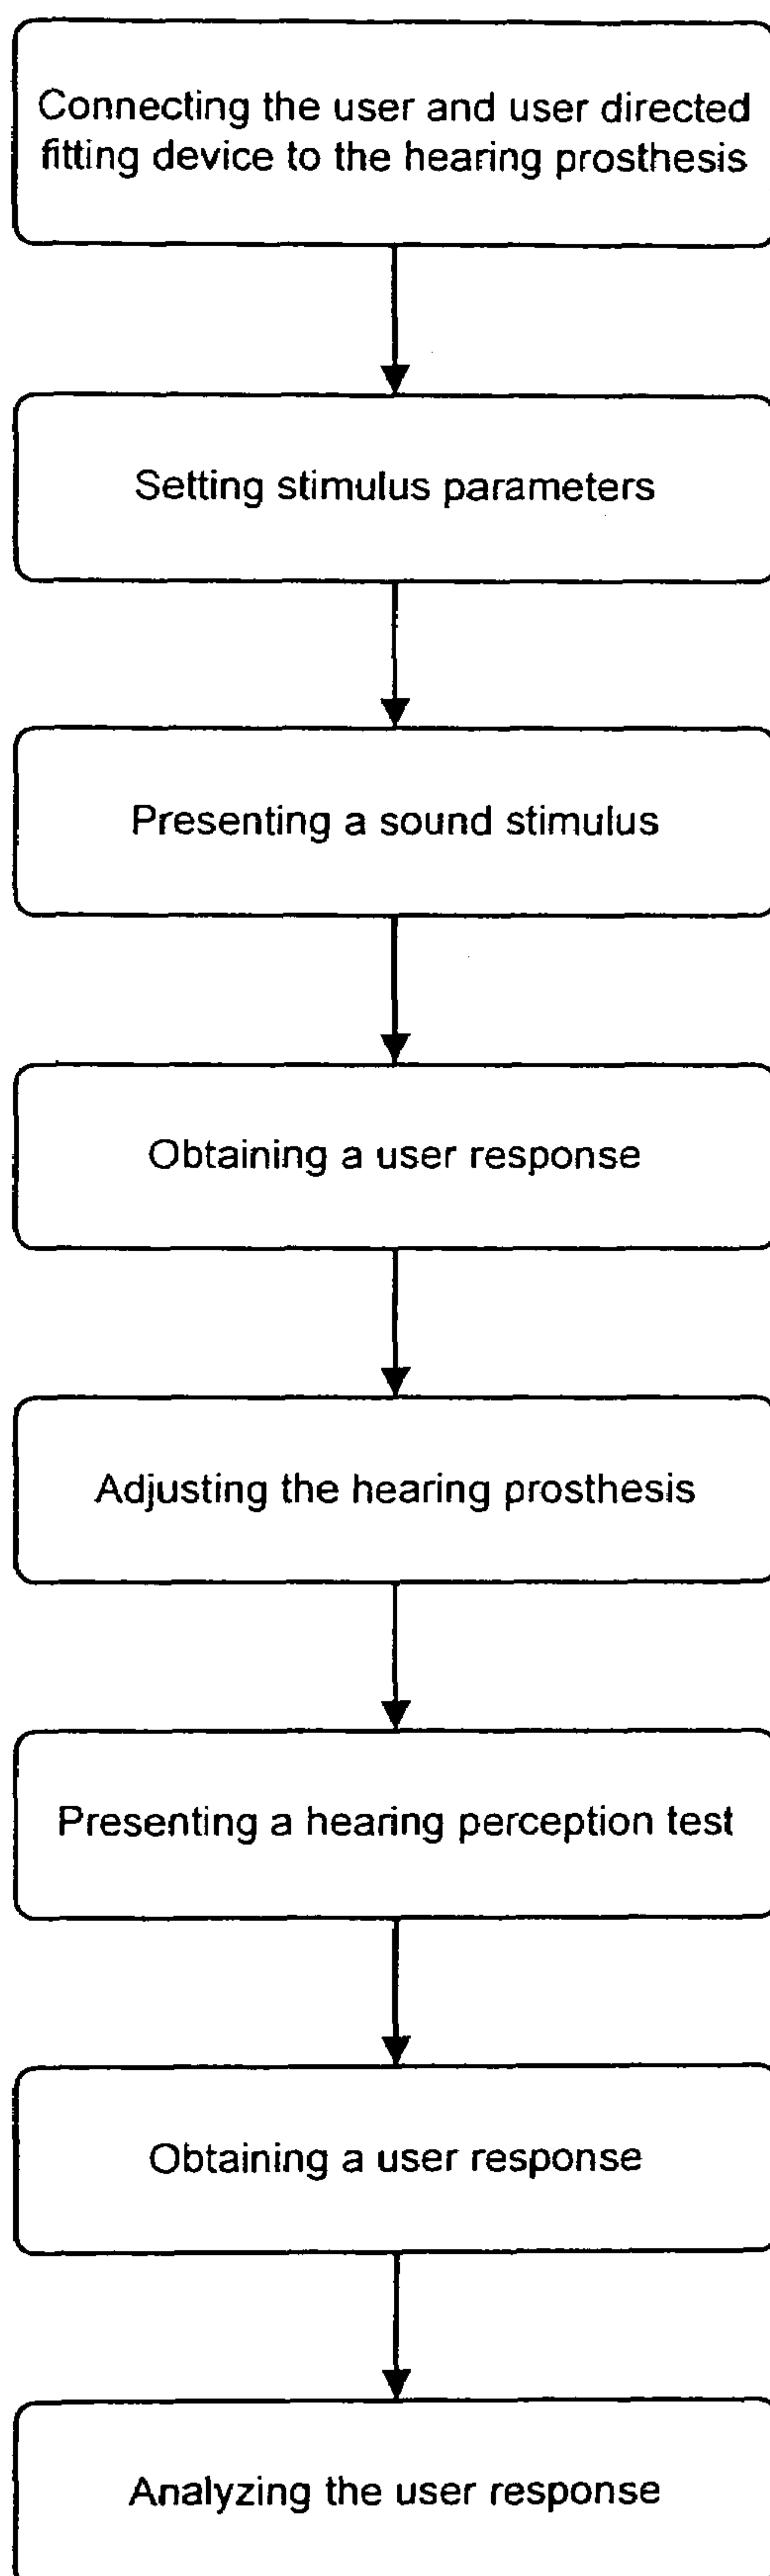 Connecting the user and user directed
fitting device to the hearing prosthesis
Setting stimulus parameters
Presenting a sound stimulus
Obtaining a user response
Adjusting the hearing prosthesis
Presenting a hearing perception test
Obtaining a user response
Analyzing the user response